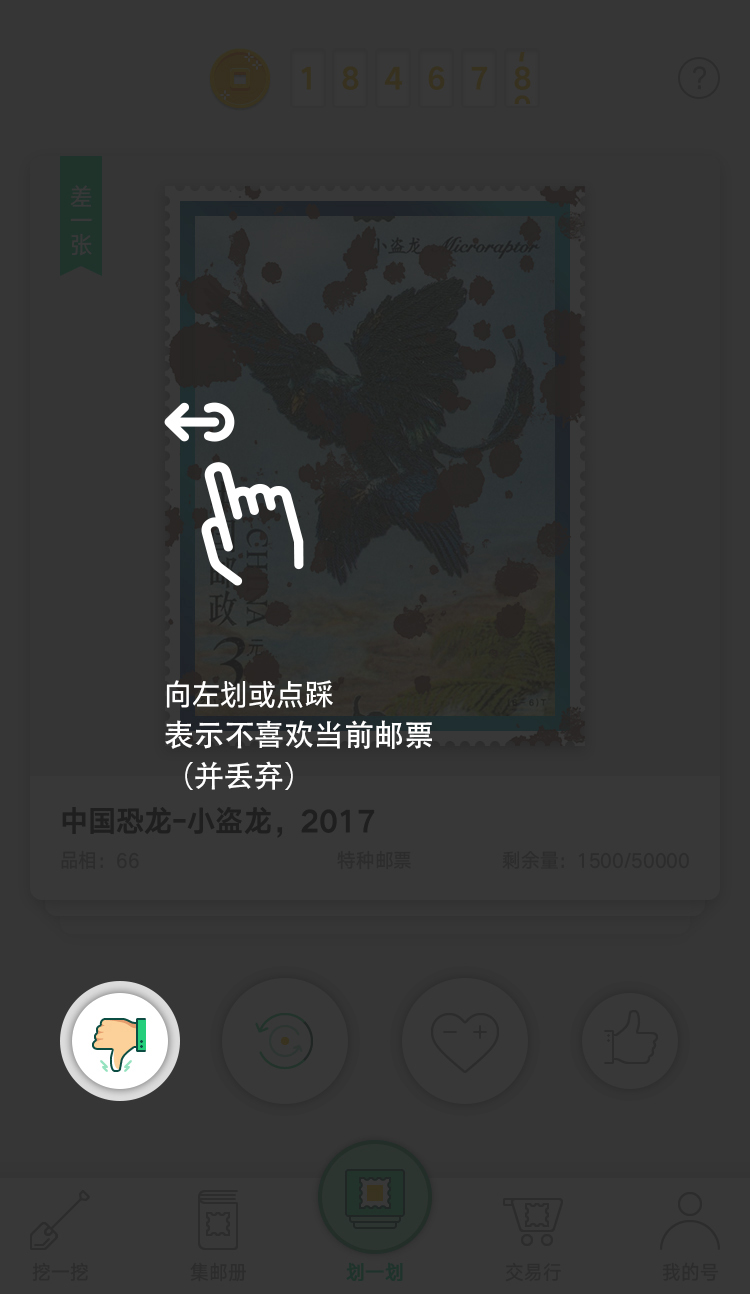 1 8 4 6 7 8
?
差一张
小盗龙 Microraptor
邮政
CHINA
3元
向左划或点踩
表示不喜欢当前邮票
（并丢弃）
中国恐龙-小盗龙，2017
品相：66 特种邮票 剩余量：1500/50000
挖一挖 集邮册 划一划 交易行 我的号